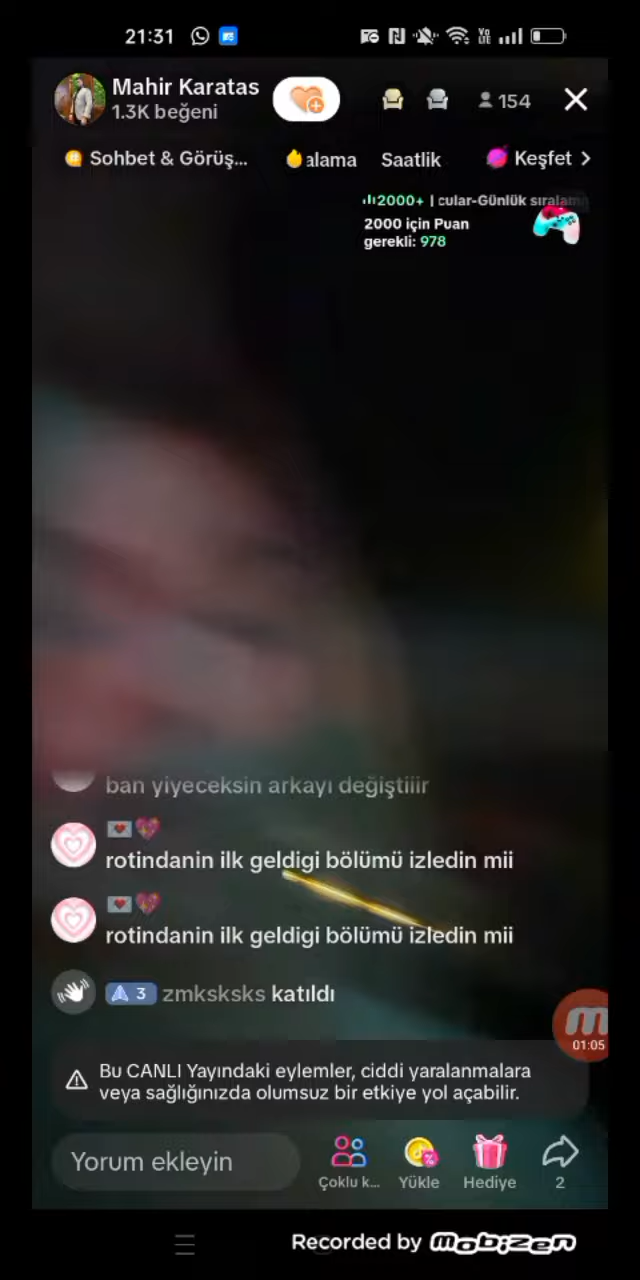 21:31
Mahir Karatas
1.3K beğeni
154
Sohbet & Görüş...
alama
Saatlik
Keşfet
2000+ | cular-Günlük sıralama
2000 için Puan
gerekli: 978
ban yiyeceksin arkayı değiştiiir
rotindanin ilk geldigi bölümü izledin mii
rotindanin ilk geldigi bölümü izledin mii
3 zmksksks katıldı
01:05
Bu CANLI Yayındaki eylemler, ciddi yaralanmalara
veya sağlığınızda olumsuz bir etkiye yol açabilir.
Yorum ekleyin
Çoklu k...
Yükle
Hediye
2
Recorded by Mobizen